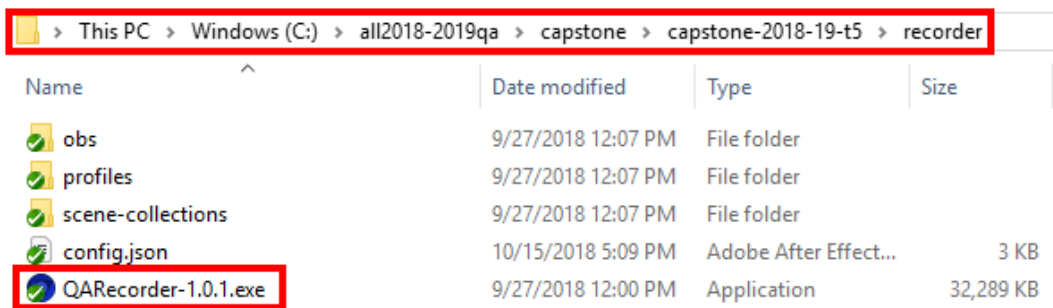 This PC > Windows (C:) > all2018-2019qa > capstone > capstone-2018-19-t5 > recorder
Name Date modified Type Size
obs 9/27/2018 12:07 PM File folder
profiles 9/27/2018 12:07 PM File folder
scene-collections 9/27/2018 12:07 PM File folder
config.json 10/15/2018 5:09 PM Adobe After Effect... 3 KB
QARecorder-1.0.1.exe 9/27/2018 12:00 PM Application 32,289 KB